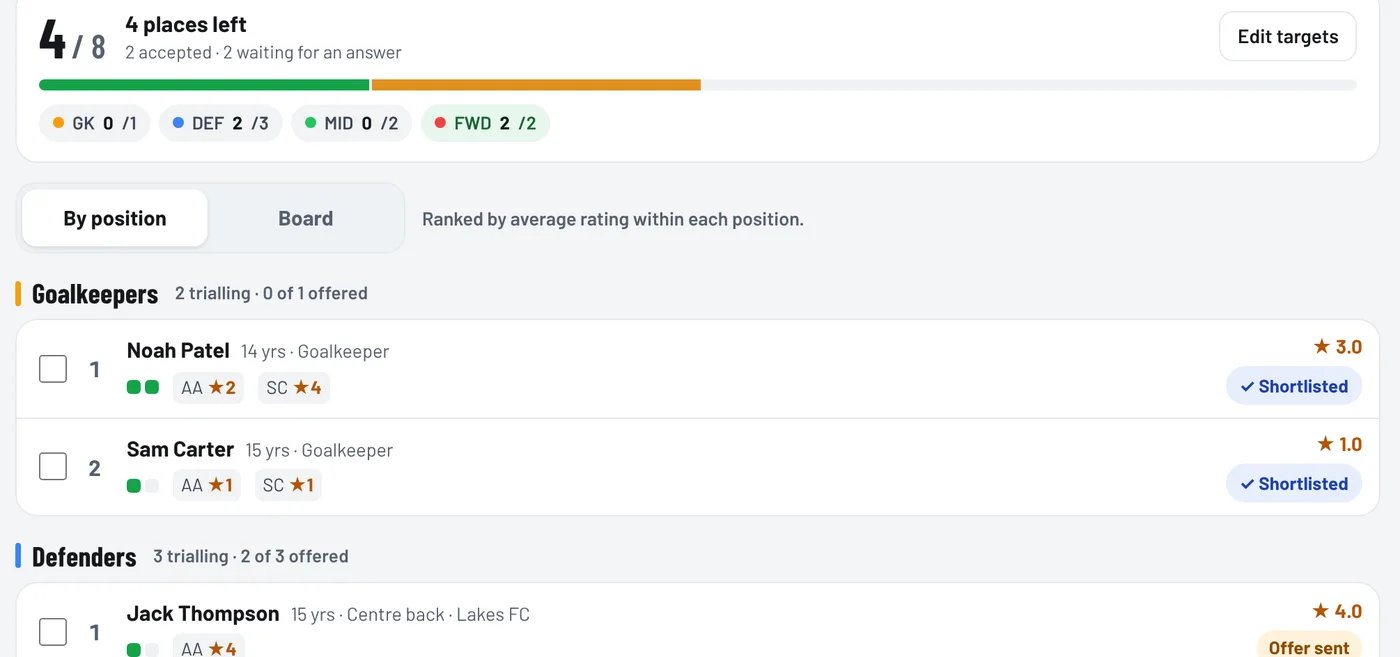 4 / 8
4 places left
2 accepted · 2 waiting for an answer
Edit targets
GK 0 /1
DEF 2 /3
MID 0 /2
FWD 2 /2
By position
Board
Ranked by average rating within each position.
Goalkeepers 2 trialling · 0 of 1 offered
1
Noah Patel 14 yrs · Goalkeeper
★ 3.0
AA ★2 SC ★4
✓ Shortlisted
2
Sam Carter 15 yrs · Goalkeeper
★ 1.0
AA ★1 SC ★1
✓ Shortlisted
Defenders 3 trialling · 2 of 3 offered
1
Jack Thompson 15 yrs · Centre back · Lakes FC
★ 4.0
AA ★4
Offer sent